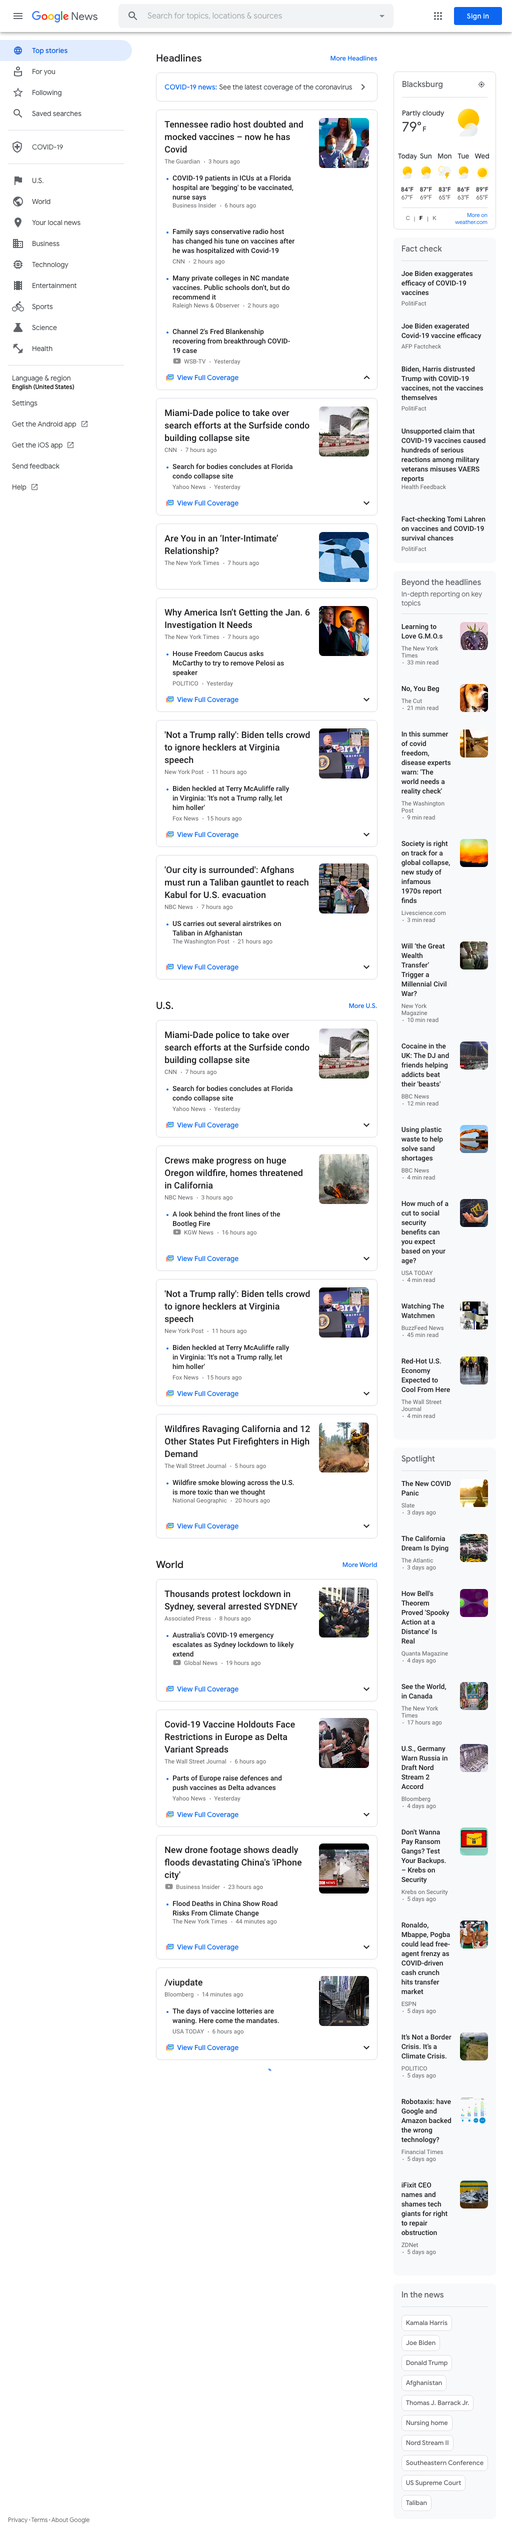 Google News
Search for topics, locations & sources
Sign in
Top stories
For you
Following
Saved searches
COVID-19
U.S.
World
Your local news
Business
Technology
Entertainment
Sports
Science
Health
Language & region
English (United States)
Settings
Get the Android app
Get the iOS app
Send feedback
Help
Headlines
More Headlines
COVID-19 news: See the latest coverage of the coronavirus
Tennessee radio host doubted and
mocked vaccines – now he has
Covid
The Guardian · 3 hours ago
COVID-19 patients in ICUs at a Florida
hospital are 'begging' to be vaccinated,
nurse says
Business Insider · 6 hours ago
Family says conservative radio host
has changed his tune on vaccines after
he was hospitalized with Covid-19
CNN · 2 hours ago
Many private colleges in NC mandate
vaccines. Public schools don't, but do
recommend it
Raleigh News & Observer · 2 hours ago
Channel 2's Fred Blankenship
recovering from breakthrough COVID-
19 case
WSB-TV · Yesterday
View Full Coverage
Miami-Dade police to take over
search efforts at the Surfside condo
building collapse site
CNN · 7 hours ago
Search for bodies concludes at Florida
condo collapse site
Yahoo News · Yesterday
View Full Coverage
Are You in an 'Inter-Intimate'
Relationship?
The New York Times · 7 hours ago
Why America Isn't Getting the Jan. 6
Investigation It Needs
The New York Times · 7 hours ago
House Freedom Caucus asks
McCarthy to try to remove Pelosi as
speaker
POLITICO · Yesterday
View Full Coverage
'Not a Trump rally': Biden tells crowd
to ignore hecklers at Virginia
speech
New York Post · 11 hours ago
Biden heckled at Terry McAuliffe rally
in Virginia: 'It's not a Trump rally, let
him holler'
Fox News · 15 hours ago
View Full Coverage
'Our city is surrounded': Afghans
must run a Taliban gauntlet to reach
Kabul for U.S. evacuation
NBC News · 7 hours ago
US carries out several airstrikes on
Taliban in Afghanistan
The Washington Post · 21 hours ago
View Full Coverage
U.S.
More U.S.
Miami-Dade police to take over
search efforts at the Surfside condo
building collapse site
CNN · 7 hours ago
Search for bodies concludes at Florida
condo collapse site
Yahoo News · Yesterday
View Full Coverage
Crews make progress on huge
Oregon wildfire, homes threatened
in California
NBC News · 3 hours ago
A look behind the front lines of the
Bootleg Fire
KGW News · 16 hours ago
View Full Coverage
'Not a Trump rally': Biden tells crowd
to ignore hecklers at Virginia
speech
New York Post · 11 hours ago
Biden heckled at Terry McAuliffe rally
in Virginia: 'It's not a Trump rally, let
him holler'
Fox News · 15 hours ago
View Full Coverage
Wildfires Ravaging California and 12
Other States Put Firefighters in High
Demand
The Wall Street Journal · 5 hours ago
Wildfire smoke blowing across the U.S.
is more toxic than we thought
National Geographic · 20 hours ago
View Full Coverage
World
More World
Thousands protest lockdown in
Sydney, several arrested SYDNEY
Associated Press · 8 hours ago
Australia's COVID-19 emergency
escalates as Sydney lockdown to likely
extend
Global News · 19 hours ago
View Full Coverage
Covid-19 Vaccine Holdouts Face
Restrictions in Europe as Delta
Variant Spreads
The Wall Street Journal · 6 hours ago
Parts of Europe raise defences and
push vaccines as Delta advances
Yahoo News · Yesterday
View Full Coverage
New drone footage shows deadly
floods devastating China's 'iPhone
city'
Business Insider · 23 hours ago
Flood Deaths in China Show Road
Risks From Climate Change
The New York Times · 44 minutes ago
View Full Coverage
/viupdate
Bloomberg · 14 minutes ago
The days of vaccine lotteries are
waning. Here come the mandates.
USA TODAY · 6 hours ago
View Full Coverage
Blacksburg
Partly cloudy
79°F
Today Sun Mon Tue Wed
84°F 87°F 83°F 86°F 89°F
67°F 69°F 65°F 63°F 65°F
C | F | K
More on
weather.com
Fact check
Joe Biden exaggerates
efficacy of COVID-19
vaccines
PolitiFact
Joe Biden exagerated
Covid-19 vaccine efficacy
AFP Factcheck
Biden, Harris distrusted
Trump with COVID-19
vaccines, not the vaccines
themselves
PolitiFact
Unsupported claim that
COVID-19 vaccines caused
hundreds of serious
reactions among military
veterans misuses VAERS
reports
Health Feedback
Fact-checking Tomi Lahren
on vaccines and COVID-19
survival chances
PolitiFact
Beyond the headlines
In-depth reporting on key
topics
Learning to
Love G.M.O.s
The New York
Times
· 33 min read
No, You Beg
The Cut
· 21 min read
In this summer
of covid
freedom,
disease experts
warn: 'The
world needs a
reality check'
The Washington
Post
· 9 min read
Society is right
on track for a
global collapse,
new study of
infamous
1970s report
finds
Livescience.com
· 3 min read
Will 'the Great
Wealth
Transfer'
Trigger a
Millennial Civil
War?
New York
Magazine
· 10 min read
Cocaine in the
UK: The DJ and
friends helping
addicts beat
their 'beasts'
BBC News
· 12 min read
Using plastic
waste to help
solve sand
shortages
BBC News
· 4 min read
How much of a
cut to social
security
benefits can
you expect
based on your
age?
USA TODAY
· 4 min read
Watching The
Watchmen
BuzzFeed News
· 45 min read
Red-Hot U.S.
Economy
Expected to
Cool From Here
The Wall Street
Journal
· 4 min read
Spotlight
The New COVID
Panic
Slate
· 3 days ago
The California
Dream Is Dying
The Atlantic
· 3 days ago
How Bell's
Theorem
Proved 'Spooky
Action at a
Distance' Is
Real
Quanta Magazine
· 4 days ago
See the World,
in Canada
The New York
Times
· 17 hours ago
U.S., Germany
Warn Russia in
Draft Nord
Stream 2
Accord
Bloomberg
· 4 days ago
Don't Wanna
Pay Ransom
Gangs? Test
Your Backups.
– Krebs on
Security
Krebs on Security
· 5 days ago
Ronaldo,
Mbappe, Pogba
could lead free-
agent frenzy as
COVID-driven
cash crunch
hits transfer
market
ESPN
· 5 days ago
It's Not a Border
Crisis. It's a
Climate Crisis.
POLITICO
· 5 days ago
Robotaxis: have
Google and
Amazon backed
the wrong
technology?
Financial Times
· 5 days ago
iFixit CEO
names and
shames tech
giants for right
to repair
obstruction
ZDNet
· 5 days ago
In the news
Kamala Harris
Joe Biden
Donald Trump
Afghanistan
Thomas J. Barrack Jr.
Nursing home
Nord Stream II
Southeastern Conference
US Supreme Court
Taliban
Privacy · Terms · About Google